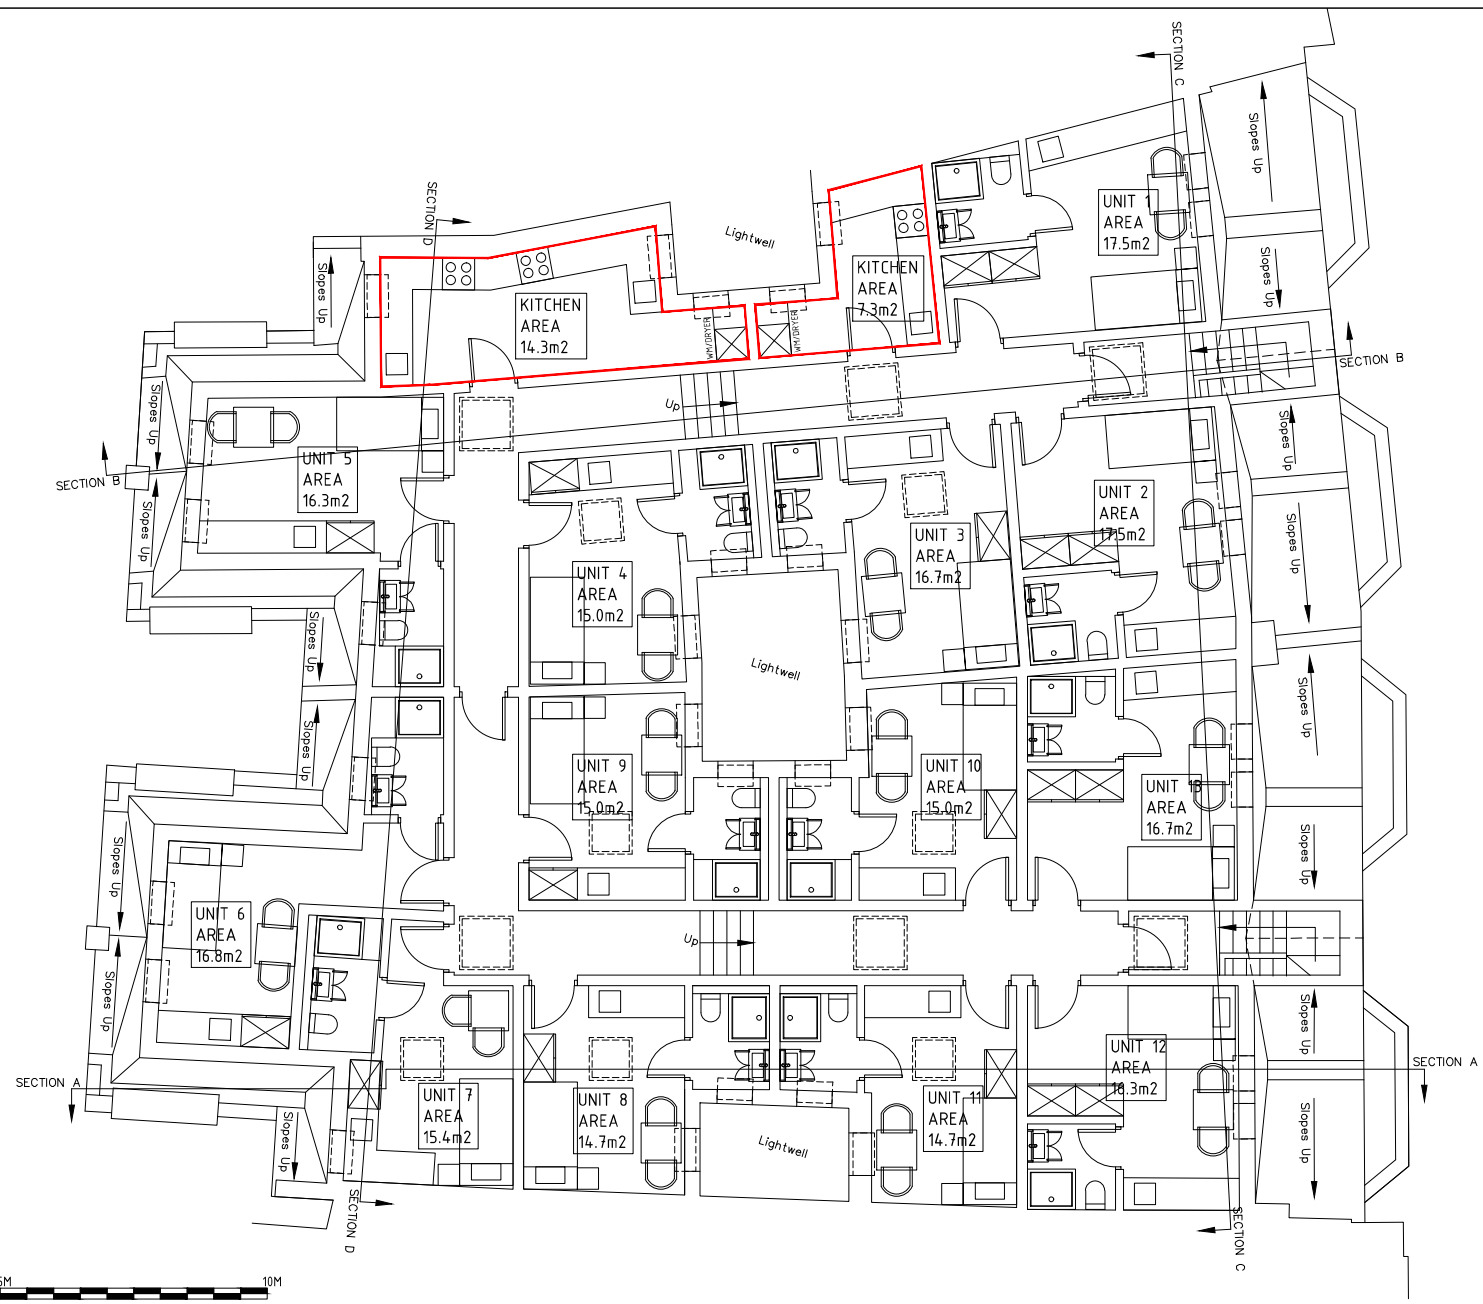 SECTION C
Slopes Up
UNIT 1
AREA
17.5m2
SECTION D
Lightwell
Slopes Up
KITCHEN
AREA
7.3m2
Slopes Up
KITCHEN
AREA
14.3m2
WM/DRYER
WM/DRYER
SECTION B
Slopes Up
Up
Slopes Up
UNIT 5
AREA
16.3m2
SECTION B
Slopes Up
UNIT 2
AREA
17.5m2
Slopes Up
UNIT 3
AREA
16.7m2
UNIT 4
AREA
15.0m2
Slopes Up
Lightwell
Slopes Up
Slopes Up
UNIT 9
AREA
15.0m2
UNIT 10
AREA
15.0m2
UNIT 13
AREA
16.7m2
Slopes Up
Slopes Up
UNIT 6
AREA
16.8m2
Up
Slopes Up
Slopes Up
UNIT 12
AREA
18.3m2
SECTION A
SECTION A
UNIT 7
AREA
15.4m2
UNIT 8
AREA
14.7m2
UNIT 11
AREA
14.7m2
Slopes Up
Slopes Up
Lightwell
SECTION D
SECTION C
5M
10M